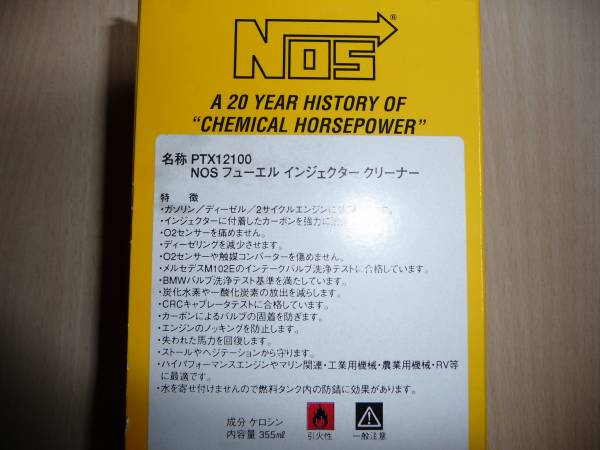 NOS
®
A 20 YEAR HISTORY OF
"CHEMICAL HORSEPOWER"
名称 PTX12100
NOS フューエル インジェクター クリーナー
特 徴
・ガソリン/ディーゼル/2サイクルエンジンに
・インジェクターに付着したカーボンを強力に
・O2センサーを痛めません。
・ディーゼリングを減少させます。
・O2センサーや触媒コンバーターを傷めません。
・メルセデスM102Eのインテークバルブ洗浄テストに合格しています。
・BMWバルブ洗浄テスト基準を満たしています。
・炭化水素や一酸化炭素の放出を減らします。
・CRCキャブレータテストに合格しています。
・カーボンによるバルブの固着を防ぎます。
・エンジンのノッキングを防止します。
・失われた馬力を回復します。
・ストールやヘジテーションから守ります。
・ハイパフォーマンスエンジンやマリン関連・工業用機械・農業用機械・RV等
に最適です。
・水を寄せ付けませんので燃料タンク内の防錆に効果があります。
成分 ケロシン
内容量 355㎖
引火性
一般注意